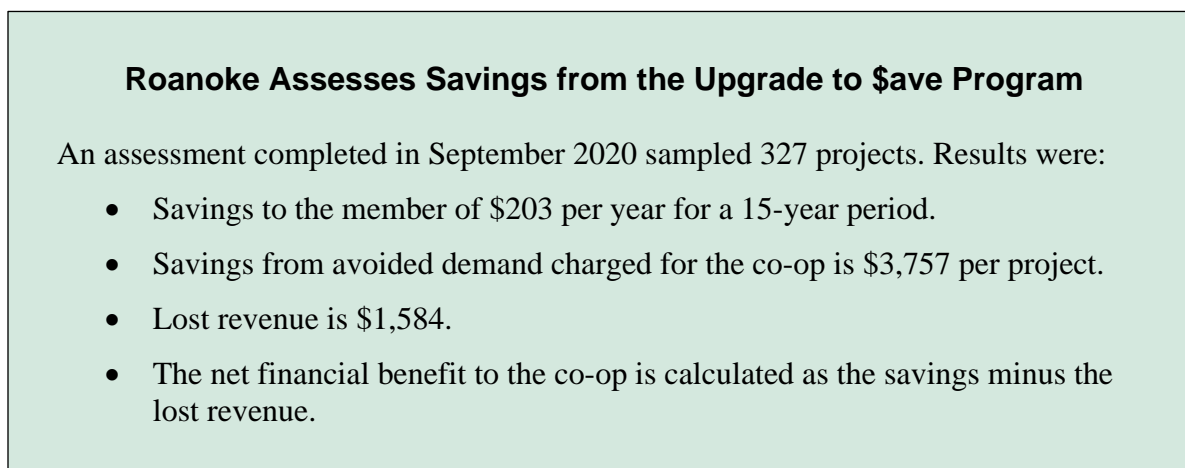 Roanoke Assesses Savings from the Upgrade to $ave Program
An assessment completed in September 2020 sampled 327 projects. Results were:
• Savings to the member of $203 per year for a 15-year period.
• Savings from avoided demand charged for the co-op is $3,757 per project.
• Lost revenue is $1,584.
• The net financial benefit to the co-op is calculated as the savings minus the
lost revenue.